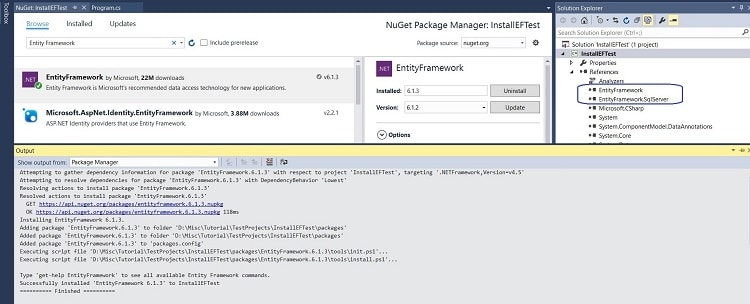 Toolbox
NuGet: InstallEFTest
Program.cs
Browse
Installed
Updates
NuGet Package Manager: InstallEFTest
Entity Framework
Include prerelease
Package source: nuget.org
.NET
EntityFramework by Microsoft, 22M downloads
v6.1.3
Entity Framework is Microsoft's recommended data access technology for new applications.
Microsoft.AspNet.Identity.EntityFramework by Microsoft, 3.88M downloads
v2.2.1
ASP.NET Identity providers that use Entity Framework.
.NET
EntityFramework
Installed: 6.1.3 Uninstall
Version: 6.1.2 Update
Options
Solution Explorer
Search Solution Explorer (Ctrl+;)
Solution 'InstallEFTest' (1 project)
InstallEFTest
Properties
References
Analyzers
EntityFramework
EntityFramework.SqlServer
Microsoft.CSharp
System
System.ComponentModel.DataAnnotations
System.Core
Output
Show output from: Package Manager
Attempting to gather dependency information for package 'EntityFramework.6.1.3' with respect to project 'InstallEFTest', targeting '.NETFramework,Version=v4.5'
Attempting to resolve dependencies for package 'EntityFramework.6.1.3' with DependencyBehavior 'Lowest'
Resolving actions to install package 'EntityFramework.6.1.3'
Resolved actions to install package 'EntityFramework.6.1.3'
GET https://api.nuget.org/packages/entityframework.6.1.3.nupkg
OK https://api.nuget.org/packages/entityframework.6.1.3.nupkg 118ms
Installing EntityFramework 6.1.3.
Adding package 'EntityFramework.6.1.3' to folder 'D:\Misc\Tutorial\TestProjects\InstallEFTest\packages'
Added package 'EntityFramework.6.1.3' to folder 'D:\Misc\Tutorial\TestProjects\InstallEFTest\packages'
Added package 'EntityFramework.6.1.3' to 'packages.config'
Executing script file 'D:\Misc\Tutorial\TestProjects\InstallEFTest\packages\EntityFramework.6.1.3\tools\init.ps1'...
Executing script file 'D:\Misc\Tutorial\TestProjects\InstallEFTest\packages\EntityFramework.6.1.3\tools\install.ps1'...
Type 'get-help EntityFramework' to see all available Entity Framework commands.
Successfully installed 'EntityFramework 6.1.3' to InstallEFTest
========== Finished ==========